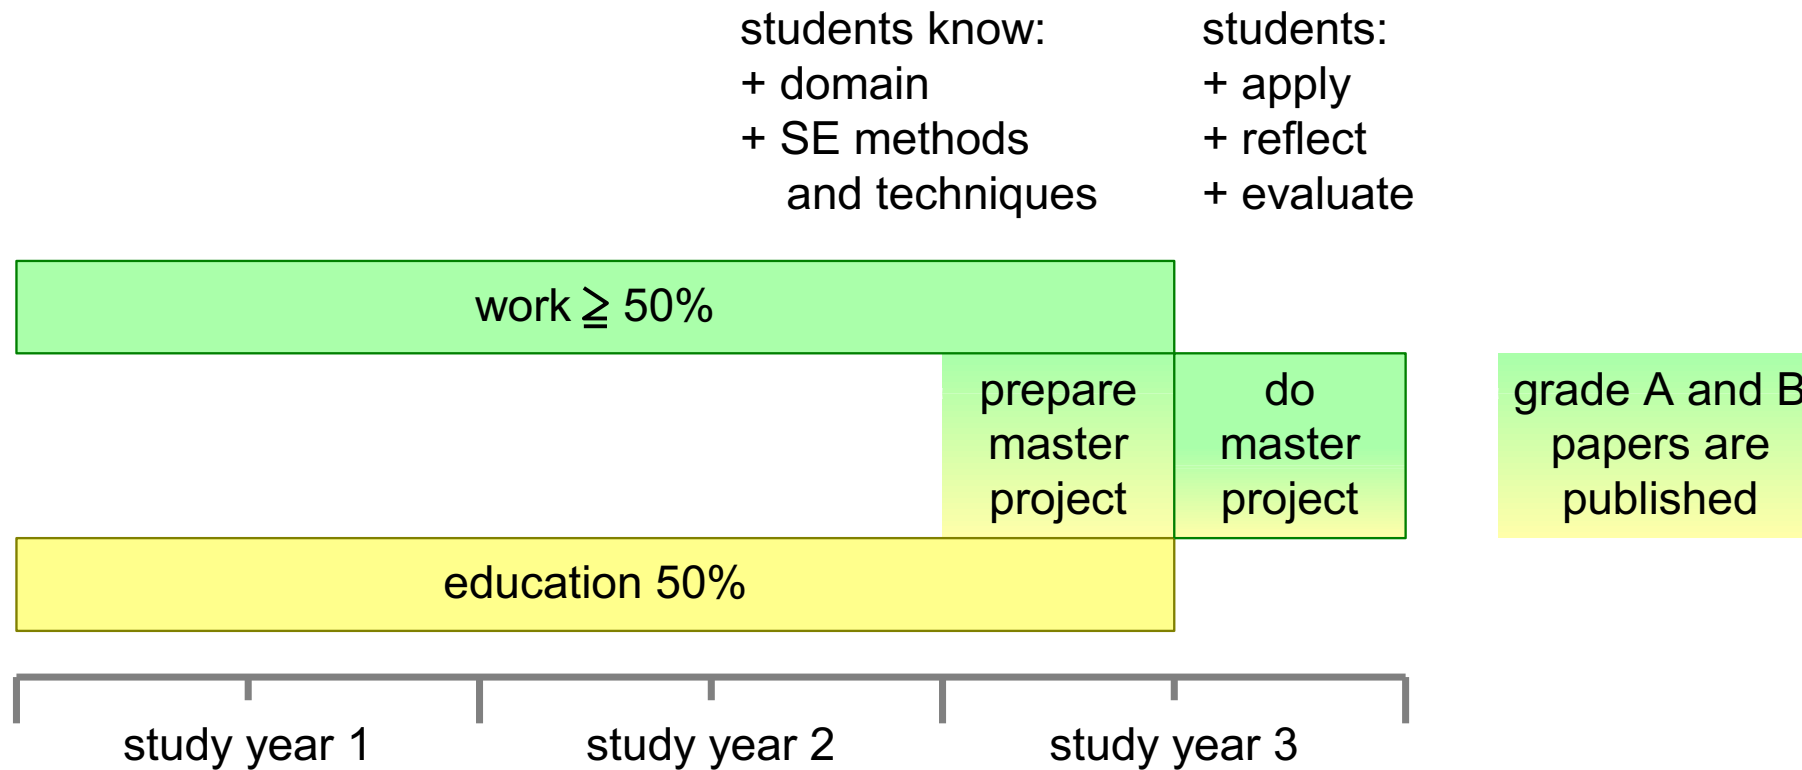 students know:
+ domain
+ SE methods
and techniques
students:
+ apply
+ reflect
+ evaluate
work ≧ 50%
prepare
master
project
do
master
project
grade A and B
papers are
published
education 50%
study year 1
study year 2
study year 3